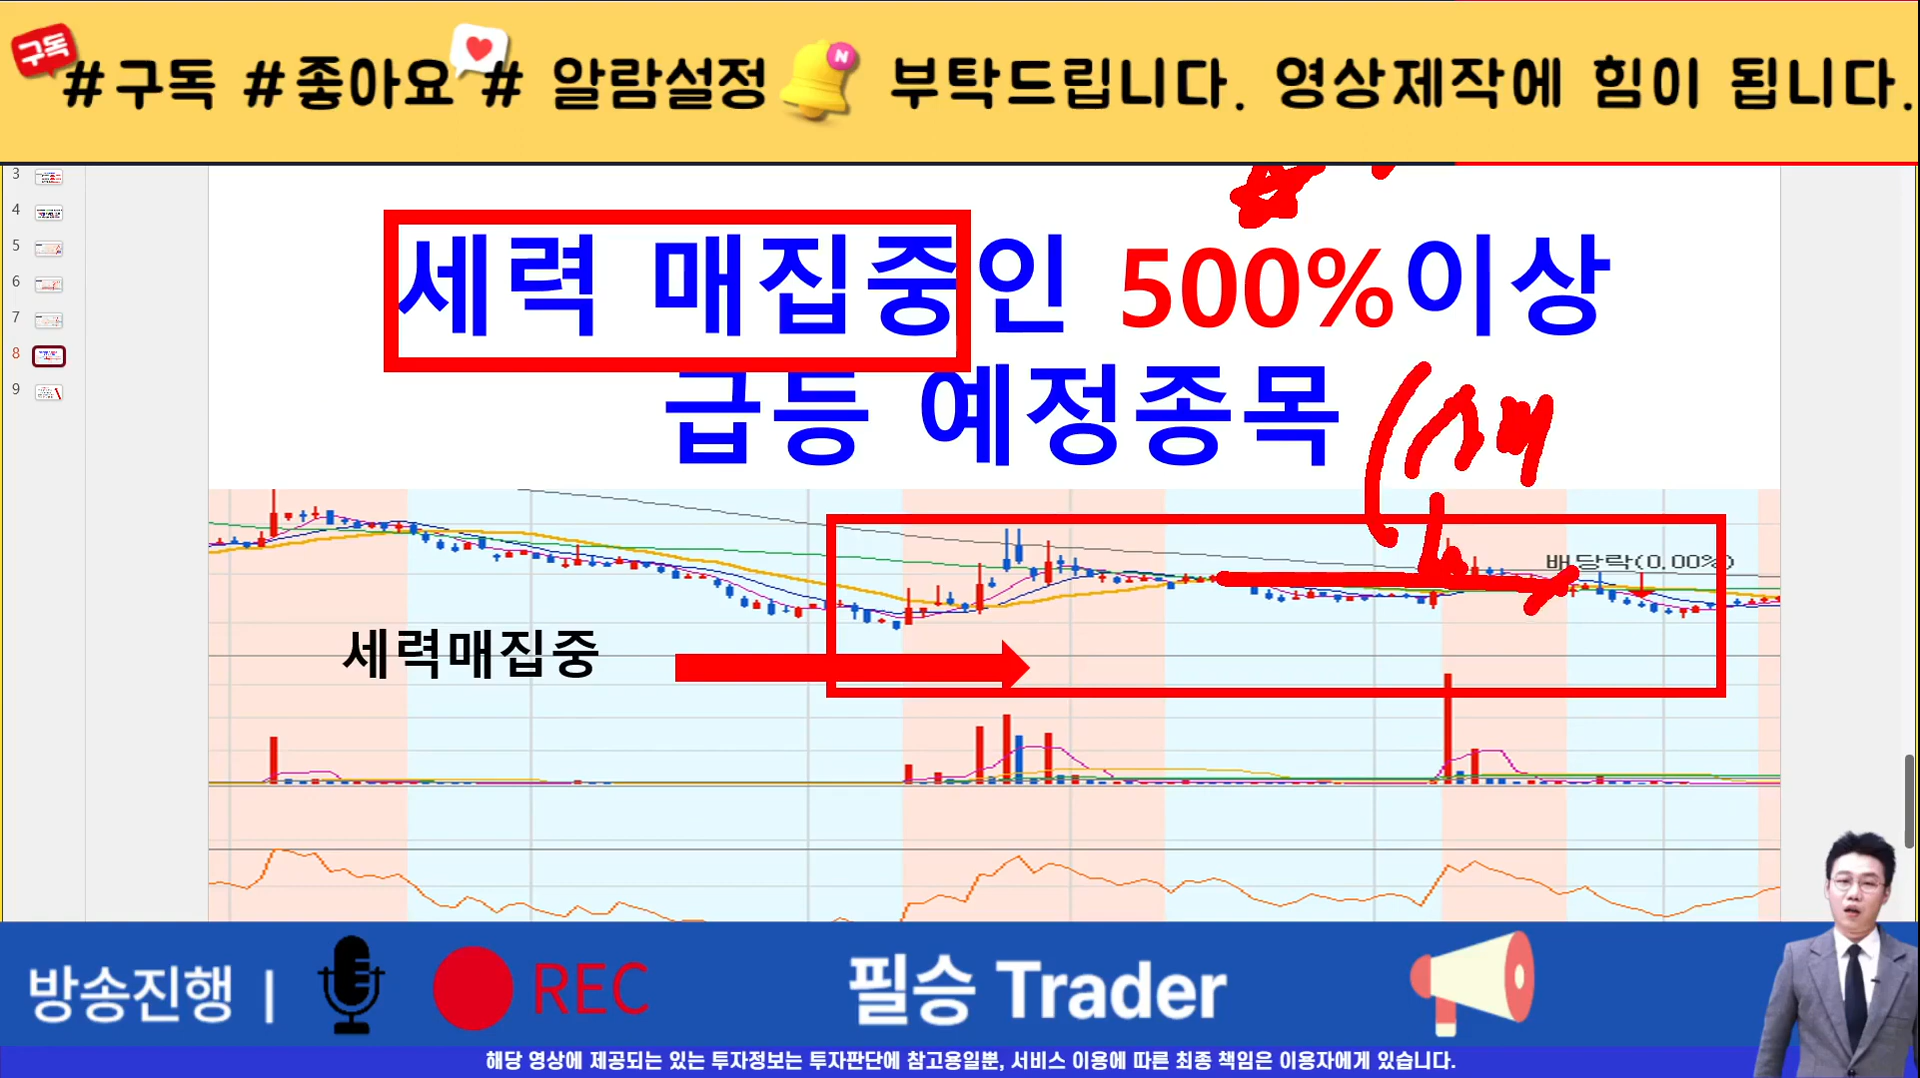 구독
#구독 #좋아요 # 알람설정 N 부탁드립니다. 영상제작에 힘이 됩니다.
3
4
5
6
7
8
9
세력 매집중인 500%이상
급등 예정종목
배당락(0.00%)
세력매집중
방송진행 | REC 필승 Trader
해당 영상에 제공되는 있는 투자정보는 투자판단에 참고용일뿐, 서비스 이용에 따른 최종 책임은 이용자에게 있습니다.